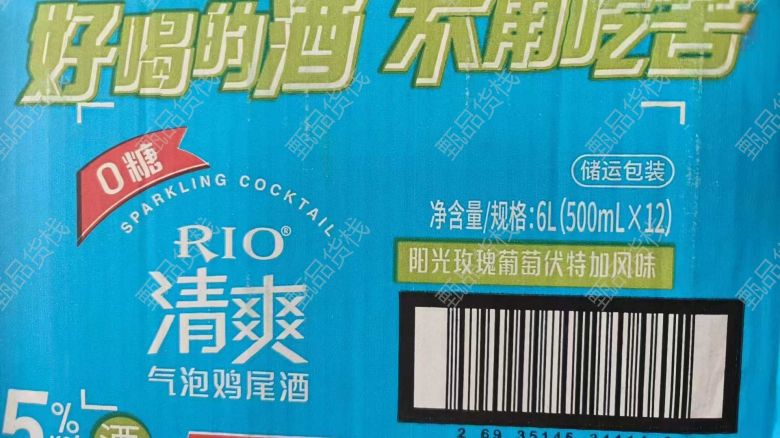 好喝的酒 不用吃苦
0糖
SPARKLING COCKTAIL
RIO®
清爽
气泡鸡尾酒
储运包装
净含量/规格:6L(500mL×12)
阳光玫瑰葡萄伏特加风味
5%
酒
甄品货栈